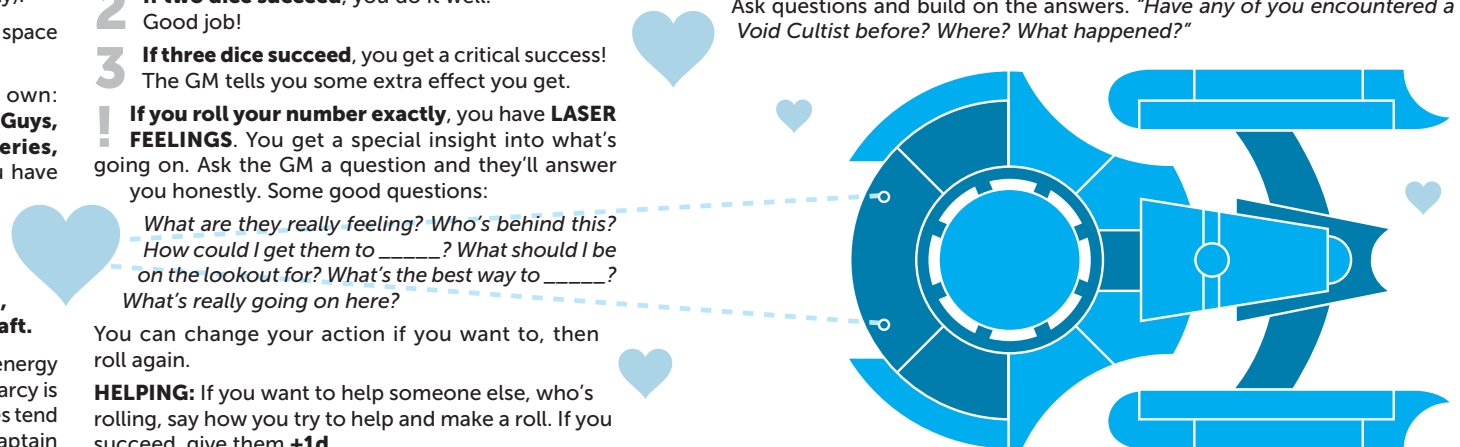 space
own:
Guys,
eries,
u have
,
aft.
energy
arcy is
es tend
aptain
2 If two dice succeed, you do it well.
Good job!
3 If three dice succeed, you get a critical success!
The GM tells you some extra effect you get.
! If you roll your number exactly, you have LASER
FEELINGS. You get a special insight into what's
going on. Ask the GM a question and they'll answer
you honestly. Some good questions:
What are they really feeling? Who's behind this?
How could I get them to _____? What should I be
on the lookout for? What's the best way to _____?
What's really going on here?
You can change your action if you want to, then
roll again.
HELPING: If you want to help someone else, who's
rolling, say how you try to help and make a roll. If you
succeed, give them +1d.
Ask questions and build on the answers. "Have any of you encountered a
Void Cultist before? Where? What happened?"